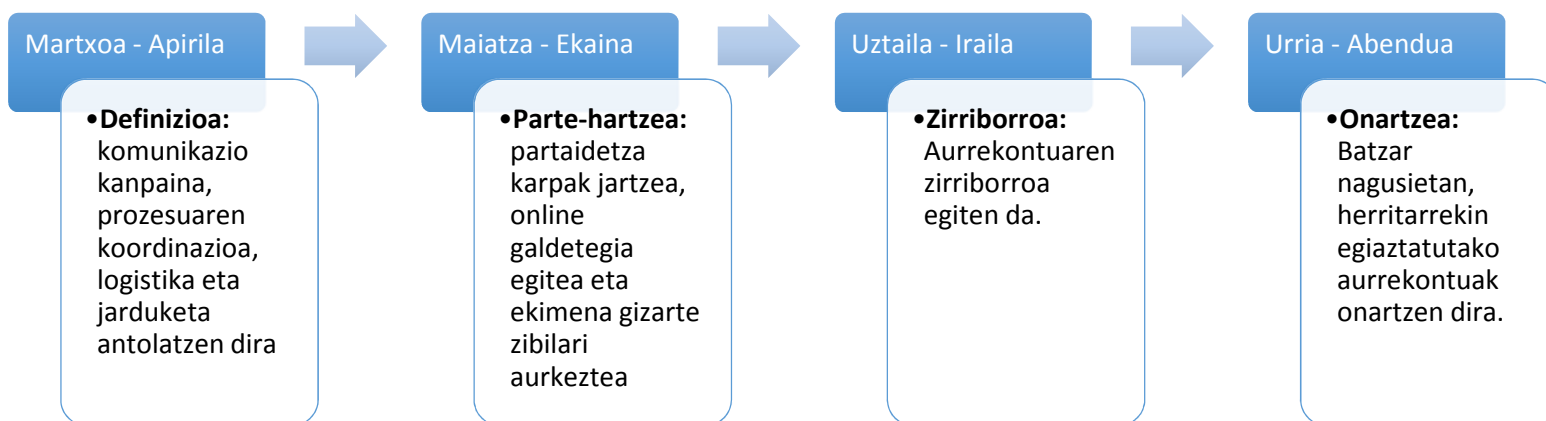 Martxoa - Apirila
•Definizioa:
komunikazio
kanpaina,
prozesuaren
koordinazioa,
logistika eta
jarduketa
antolatzen dira
Maiatza - Ekaina
•Parte-hartzea:
partaidetza
karpak jartzea,
online
galdetegia
egitea eta
ekimena gizarte
zibilari
aurkeztea
Uztaila - Iraila
•Zirriborroa:
Aurrekontuaren
zirriborroa
egiten da.
Urria - Abendua
•Onartzea:
Batzar
nagusietan,
herritarrekin
egiaztatutako
aurrekontuak
onartzen dira.